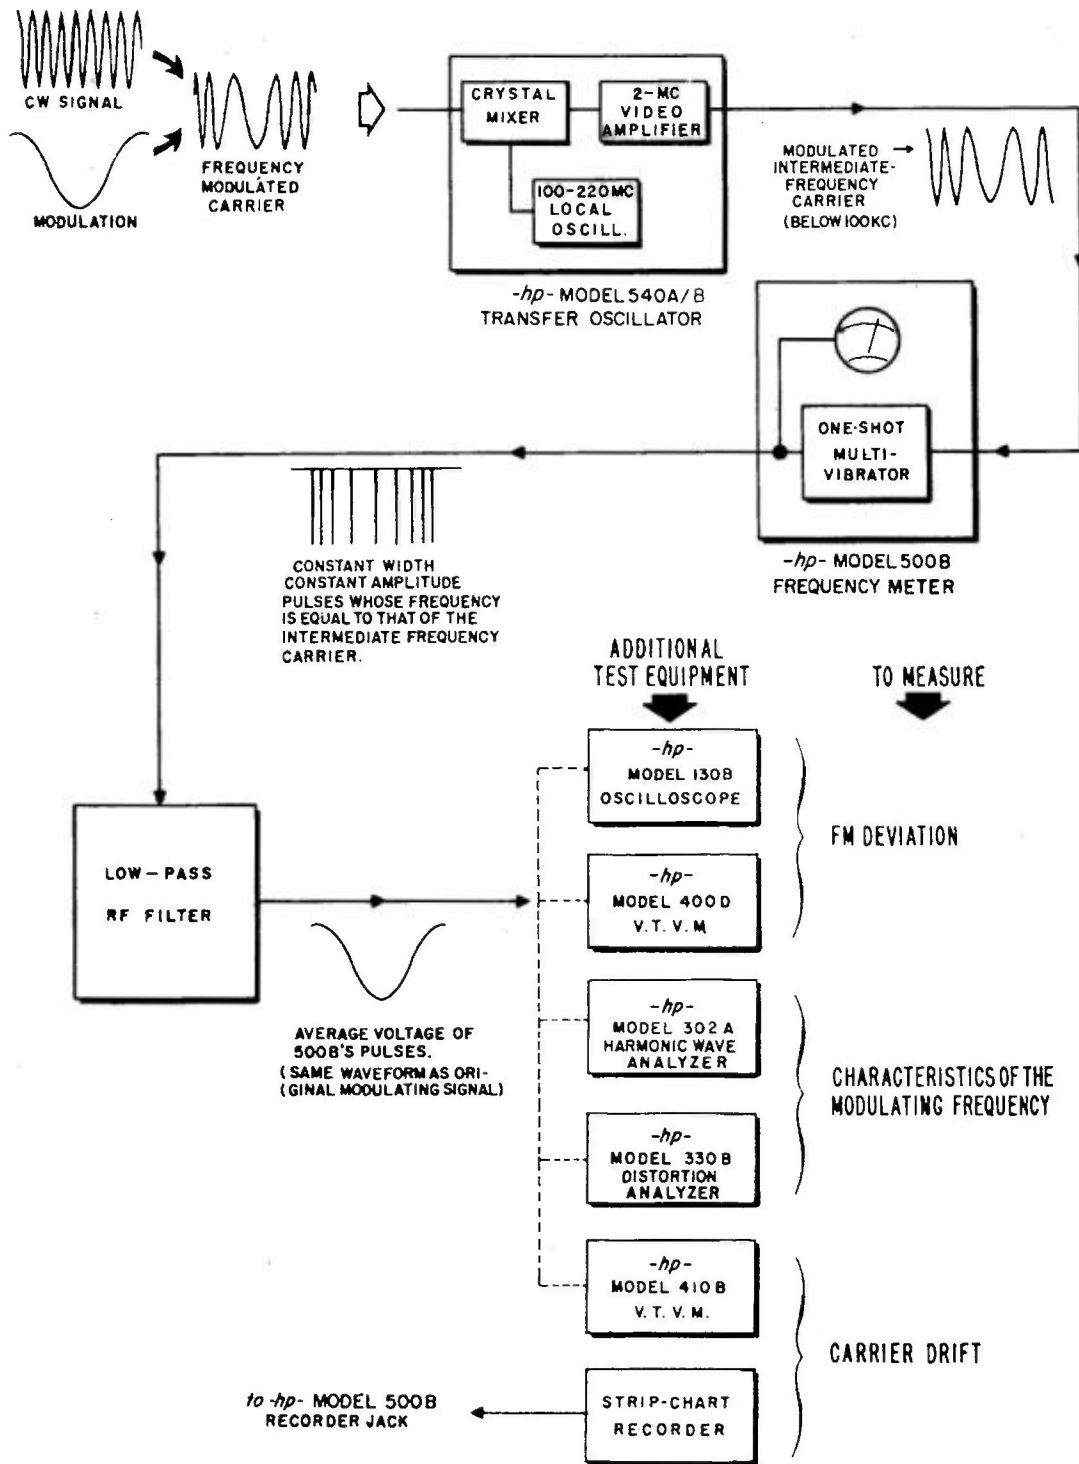 CW SIGNAL
MODULATION
FREQUENCY
MODULATED
CARRIER
CRYSTAL
MIXER
2-MC
VIDEO
AMPLIFIER
100-220MC
LOCAL
OSCILL.
-hp- MODEL 540A/B
TRANSFER OSCILLATOR
MODULATED →
INTERMEDIATE-
FREQUENCY
CARRIER
(BELOW 100KC)
ONE-SHOT
MULTI-
VIBRATOR
-hp- MODEL 500B
FREQUENCY METER
CONSTANT WIDTH
CONSTANT AMPLITUDE
PULSES WHOSE FREQUENCY
IS EQUAL TO THAT OF THE
INTERMEDIATE FREQUENCY
CARRIER.
ADDITIONAL
TEST EQUIPMENT
TO MEASURE
LOW-PASS
RF FILTER
AVERAGE VOLTAGE OF
500B'S PULSES.
(SAME WAVEFORM AS ORI-
(GINAL MODULATING SIGNAL)
-hp-
MODEL 130B
OSCILLOSCOPE
-hp-
MODEL 400D
V.T.V.M.
FM DEVIATION
-hp-
MODEL 302A
HARMONIC WAVE
ANALYZER
-hp-
MODEL 330B
DISTORTION
ANALYZER
CHARACTERISTICS OF THE
MODULATING FREQUENCY
-hp-
MODEL 410B
V.T.V.M.
STRIP-CHART
RECORDER
CARRIER DRIFT
to -hp- MODEL 500B
RECORDER JACK